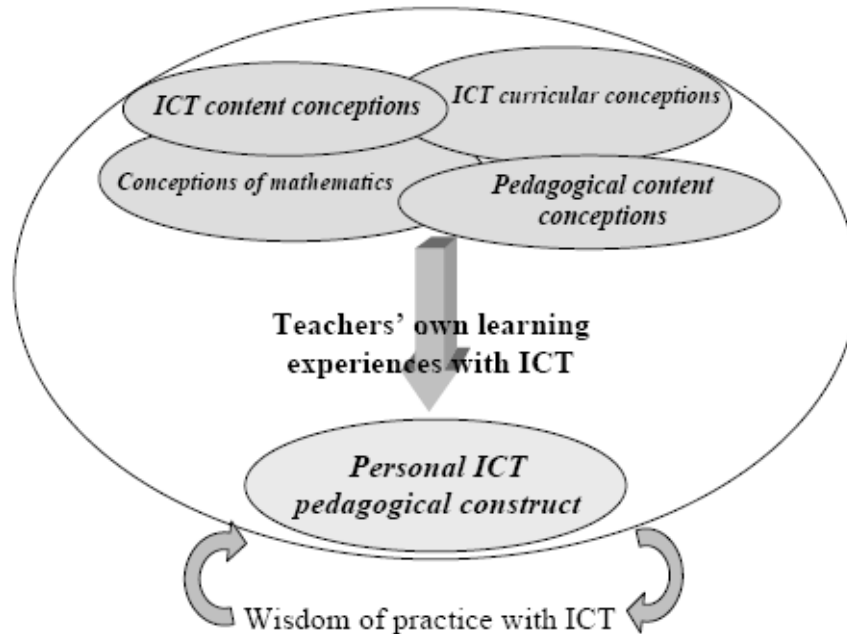 ICT content conceptions
ICT curricular conceptions
Conceptions of mathematics
Pedagogical content
conceptions
Teachers’ own learning
experiences with ICT
Personal ICT
pedagogical construct
Wisdom of practice with ICT